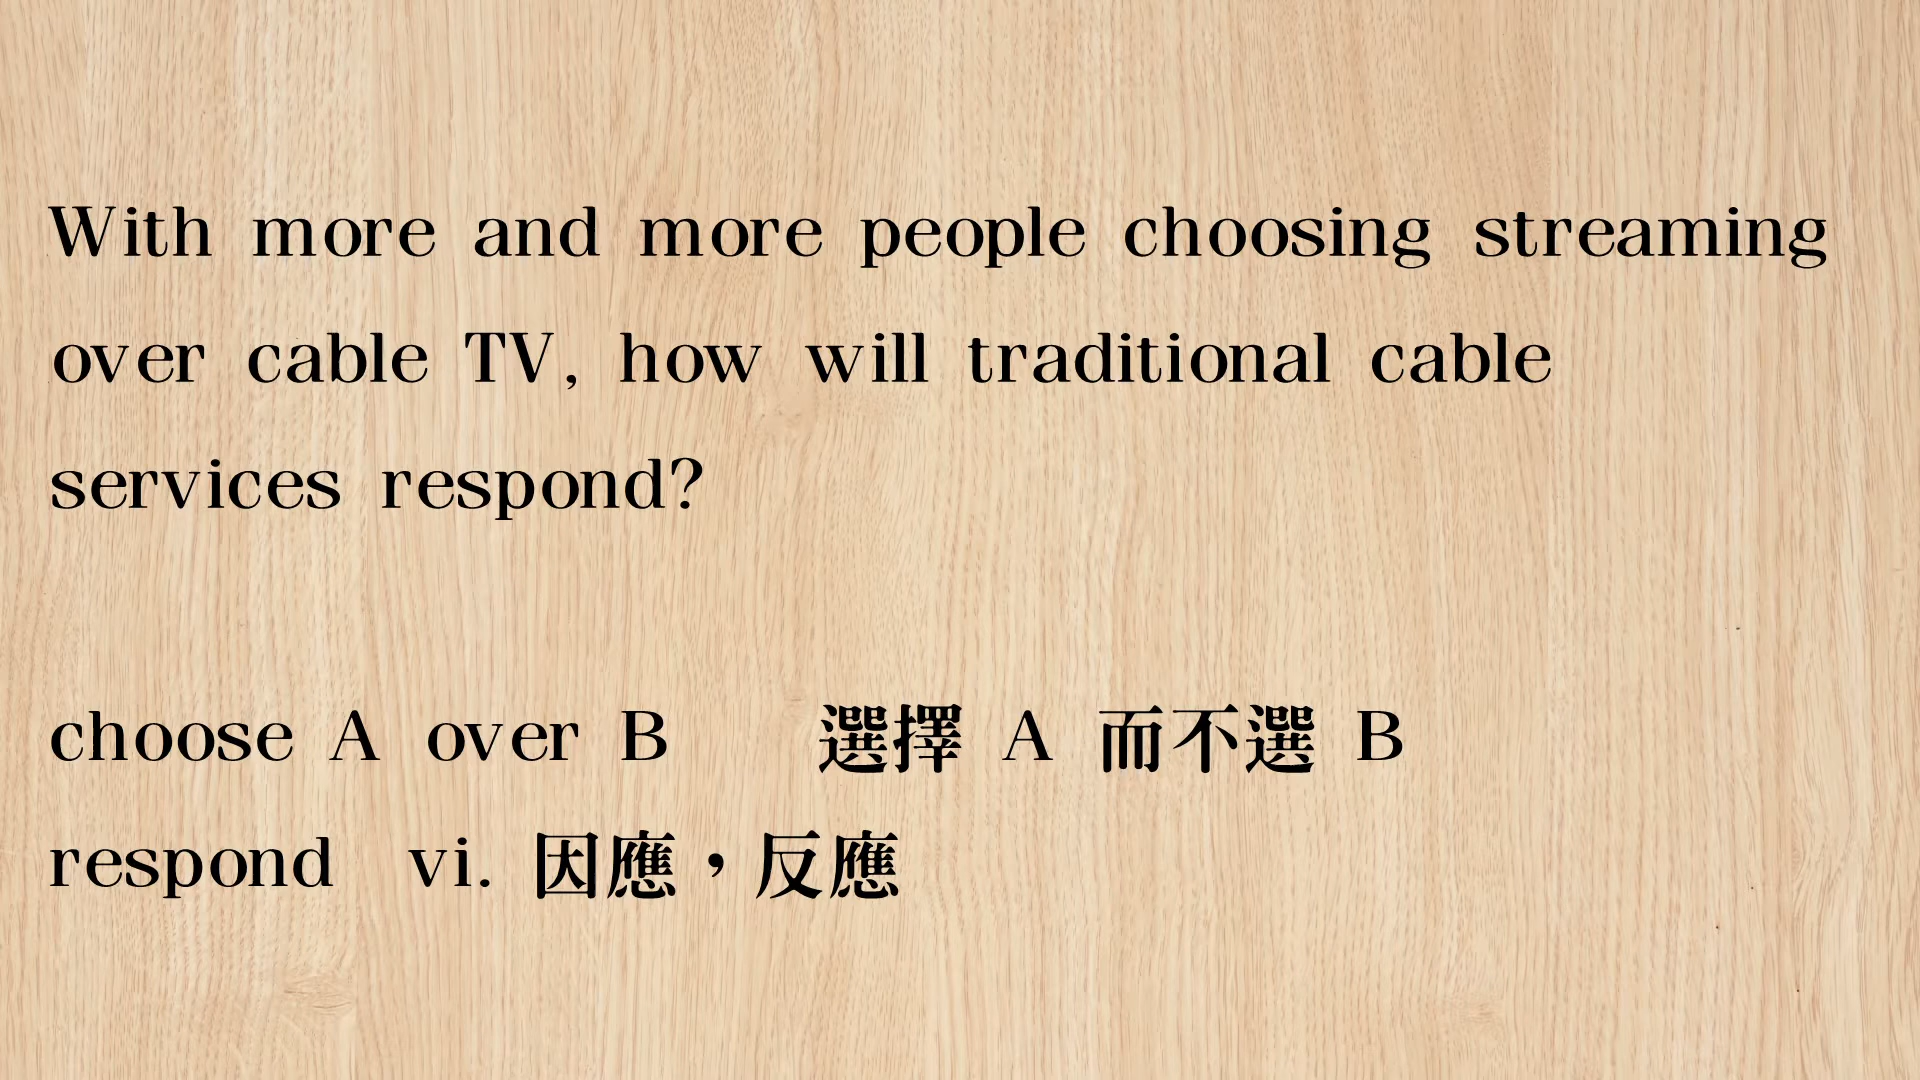 With more and more people choosing streaming
over cable TV, how will traditional cable
services respond?
choose A over B 選擇 A 而不選 B
respond vi. 因應，反應